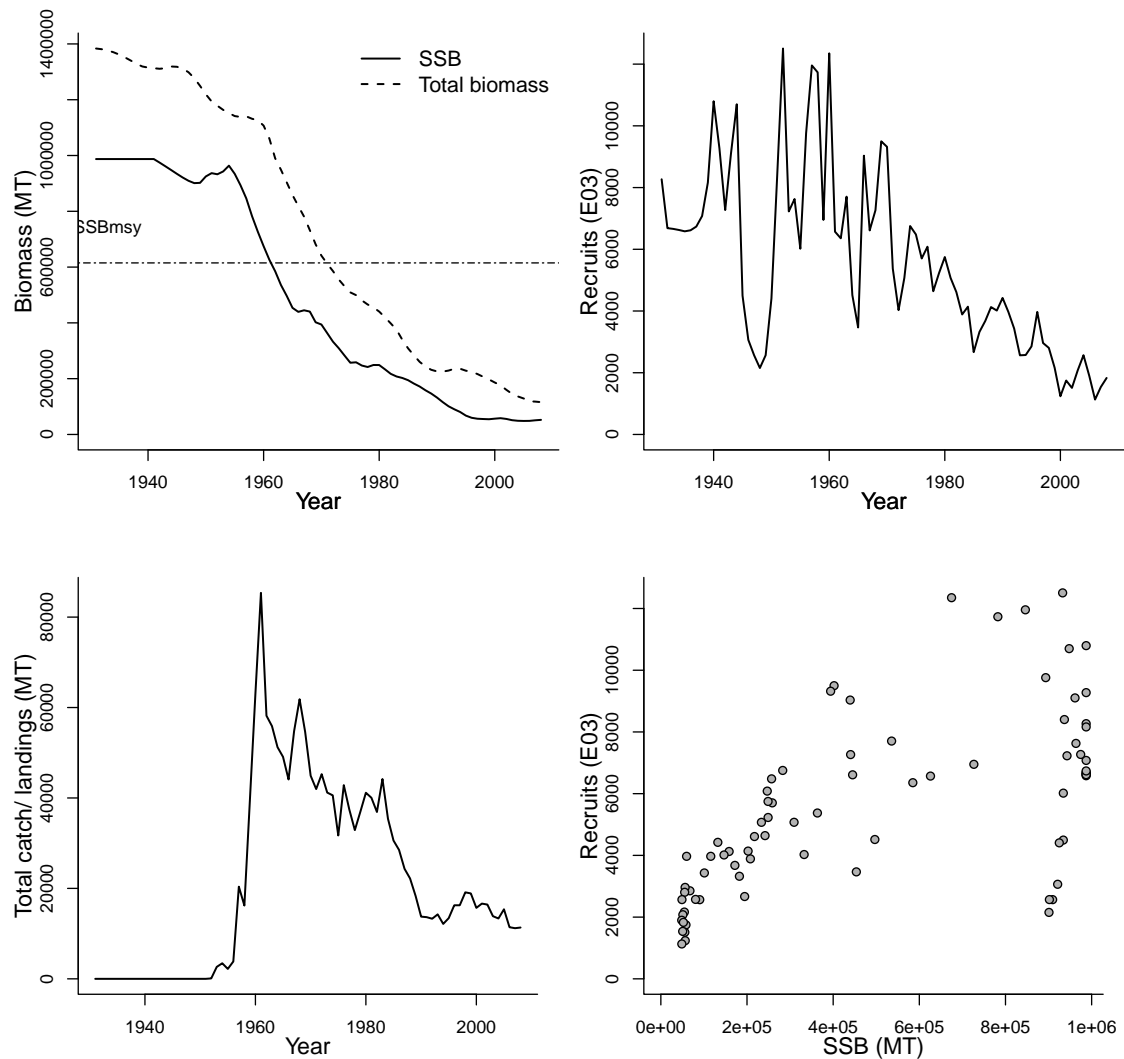 SSB
Total biomass
SSBmsy
Biomass (MT)
0
200000
600000
1000000
1400000
1940
1960
1980
2000
Year
Recruits (E03)
0
2000
4000
6000
8000
10000
1940
1960
1980
2000
Year
Total catch/ landings (MT)
0
20000
40000
60000
80000
1940
1960
1980
2000
Year
Recruits (E03)
0
2000
4000
6000
8000
10000
0e+00
2e+05
4e+05
6e+05
8e+05
1e+06
SSB (MT)